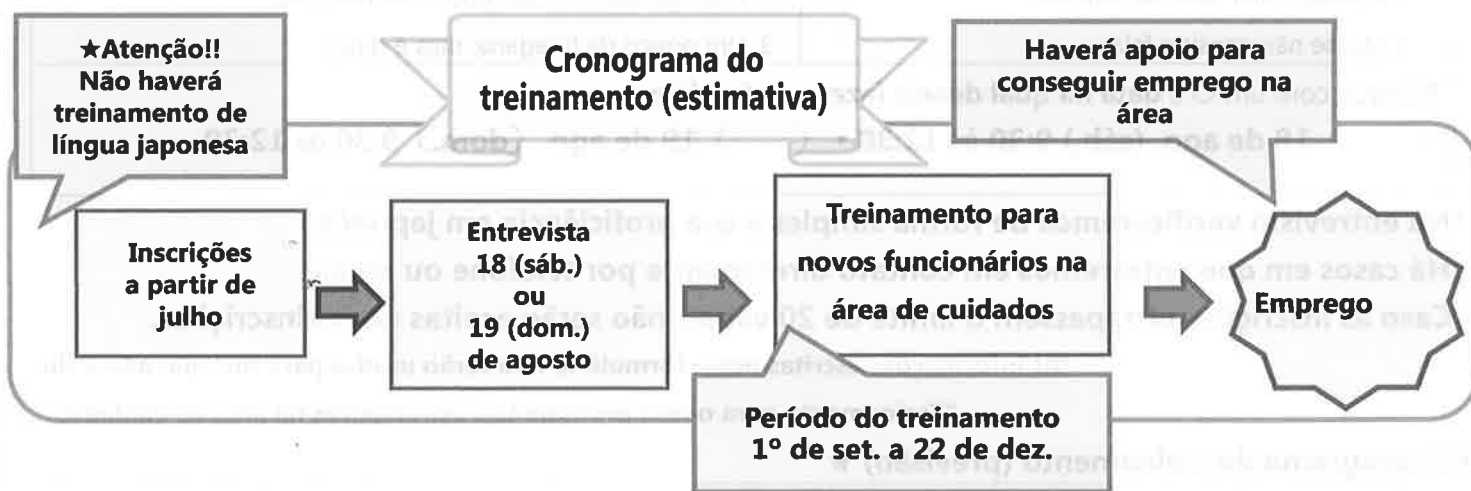 ★Atenção!!
Não haverá
treinamento de
língua japonesa
Cronograma do
treinamento (estimativa)
Haverá apoio para
conseguir emprego na
área
Inscrições
a partir de
julho
Entrevista
18 (sáb.)
ou
19 (dom.)
de agosto
Treinamento para
novos funcionários na
área de cuidados
Emprego
Período do treinamento
1º de set. a 22 de dez.